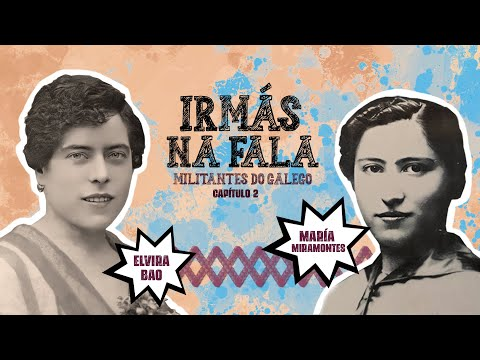 IRMÁS
NA FALA
MILITANTES DO GALEGO
CAPÍTULO 2
ELVIRA
BAO
MARÍA
MIRAMONTES